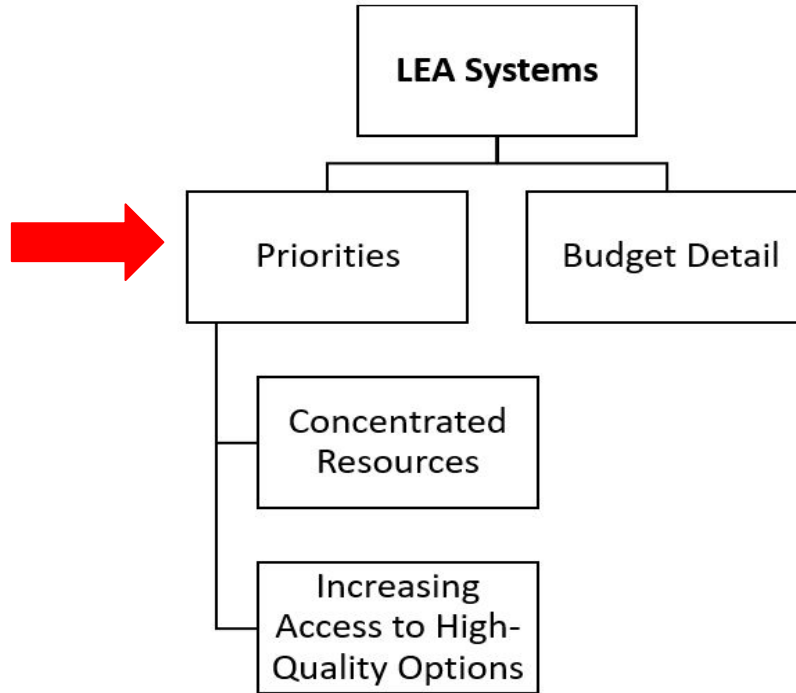 LEA Systems
Priorities
Budget Detail
Concentrated
Resources
Increasing
Access to High-
Quality Options